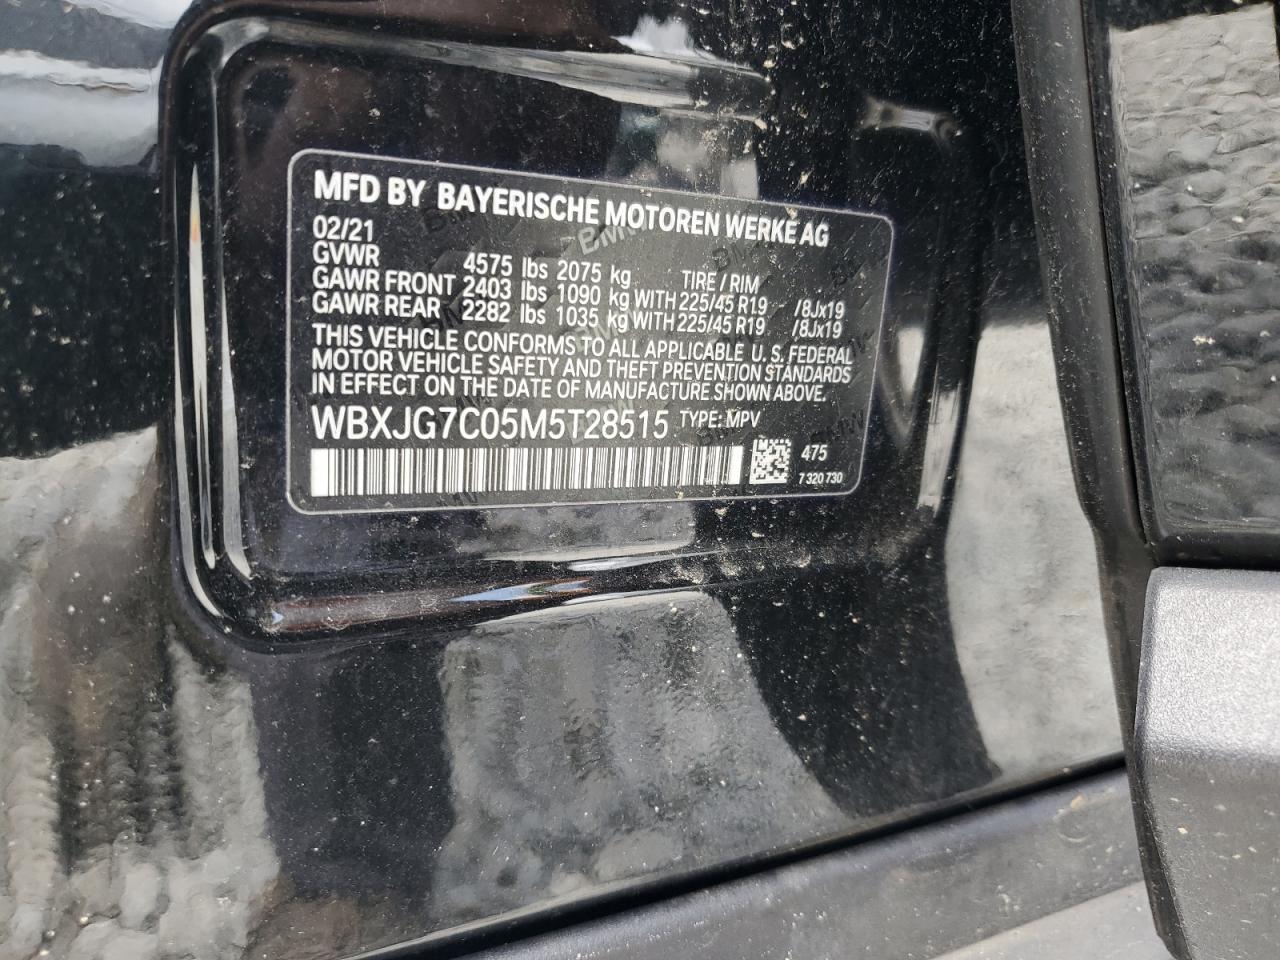 MFD BY BAYERISCHE MOTOREN WERKE AG
02/21
GVWR 4575 lbs 2075 kg TIRE / RIM
GAWR FRONT 2403 lbs 1090 kg WITH 225/45 R19 /8Jx19
GAWR REAR 2282 lbs 1035 kg WITH 225/45 R19 /8Jx19
THIS VEHICLE CONFORMS TO ALL APPLICABLE U. S. FEDERAL
MOTOR VEHICLE SAFETY AND THEFT PREVENTION STANDARDS
IN EFFECT ON THE DATE OF MANUFACTURE SHOWN ABOVE.
WBXJG7C05M5T28515 TYPE: MPV
475
7 320 730